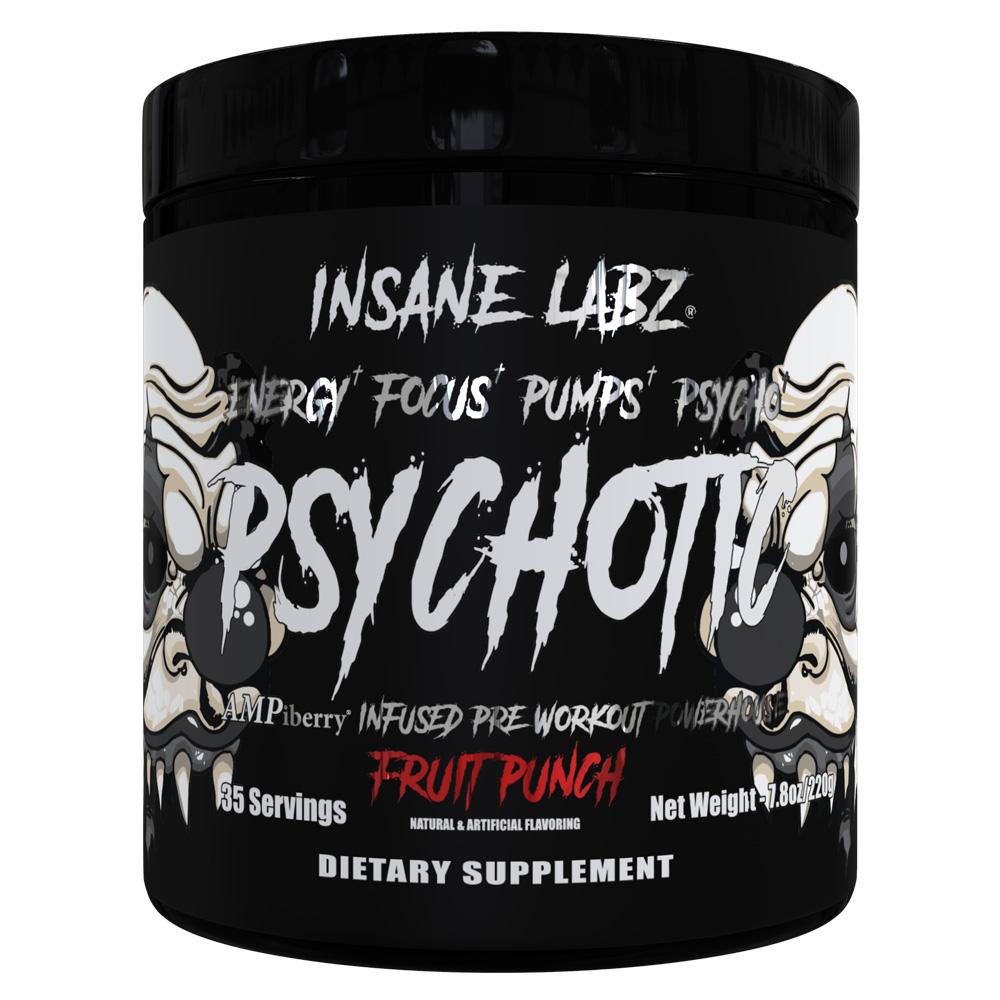 INSANE LABZ®
ENERGY† FOCUS† PUMPS† PSYCHO†
PSYCHOTIC
AMPiberry® INFUSED PRE WORKOUT POWERHOUSE
FRUIT PUNCH
35 Servings
NATURAL & ARTIFICIAL FLAVORING
Net Weight -7.8oz/220g
DIETARY SUPPLEMENT